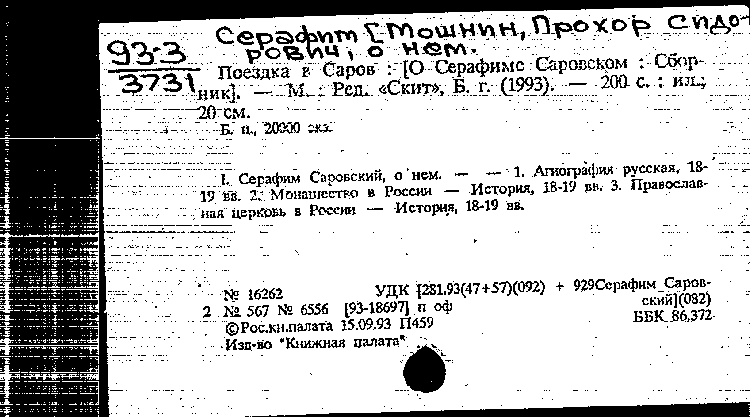 Серафим [Мошнин, Прохор Сидо-
рович, о нем.
93-3
3731
Поездка в Саров : [О Серафиме Саровском : Сбор-
ник]. — М. : Ред. «Скит», Б. г. (1993). — 200 с. : ил.;
20 см.
Б. ц., 20000 экз.
I. Серафим Саровский, о нем. — — 1. Агиография русская, 18-
19 вв. 2. Монашество в России — История, 18-19 вв. 3. Православ-
ная церковь в России — История, 18-19 вв.
№ 16262 УДК [281.93(47+57)(092) + 929Серафим Саров-
ский](082)
2 № 567 № 6556 [93-18697] п оф
ББК 86.372
© Рос.кн.палата 15.09.93 П459
Изд-во "Книжная палата"